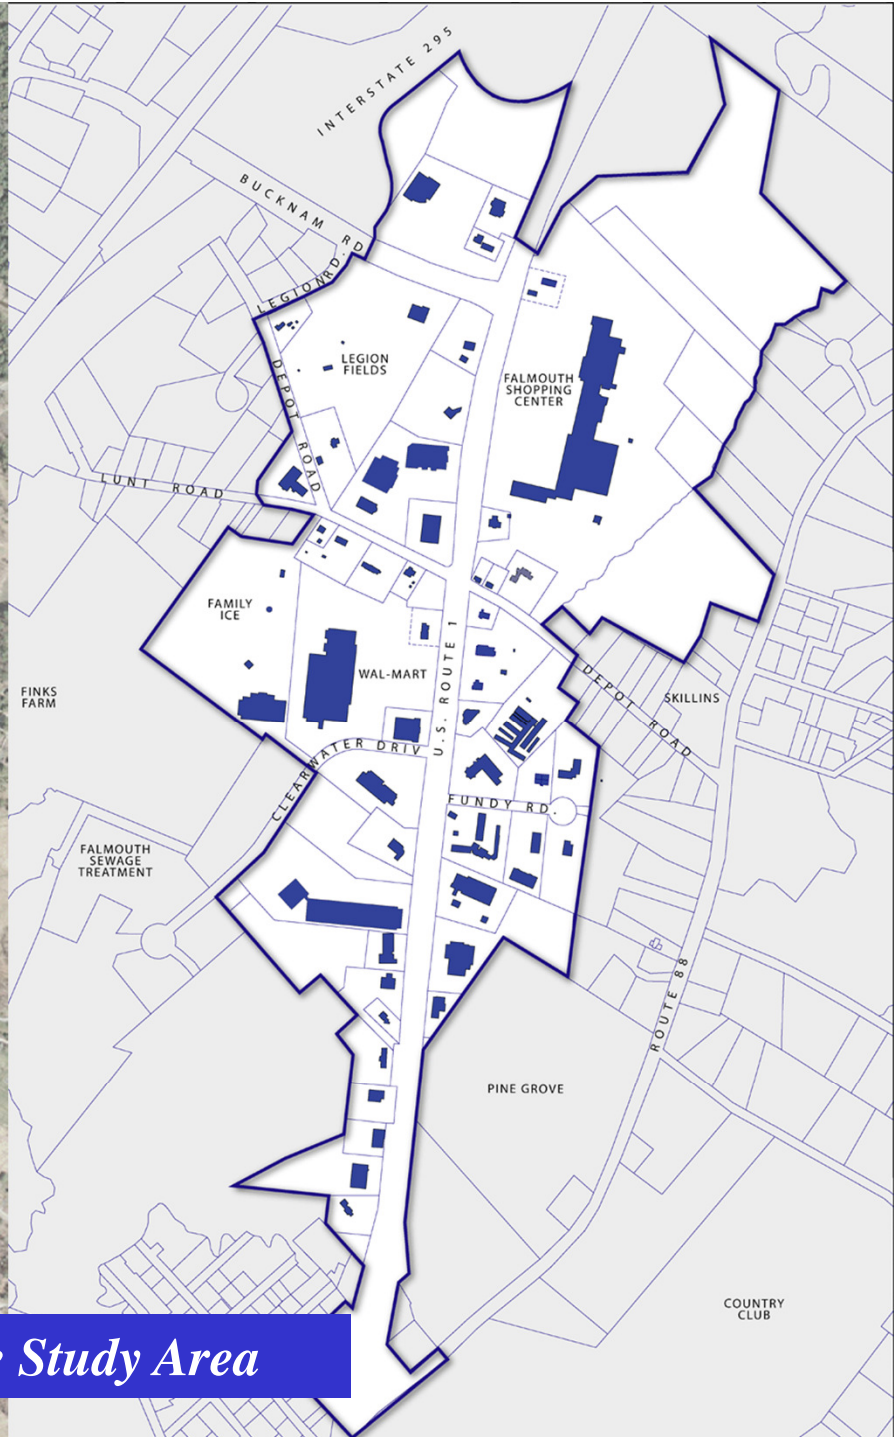 INTERSTATE 295
BUCKNAM RD.
LEGION RD.
LEGION
FIELDS
DEPOT ROAD
FALMOUTH
SHOPPING
CENTER
LUNT ROAD
FAMILY
ICE
WAL-MART
U.S. ROUTE 1
FINKS
FARM
DEPOT ROAD
SKILLINS
CLEARWATER DRIV
FUNDY RD.
FALMOUTH
SEWAGE
TREATMENT
ROUTE 88
PINE GROVE
COUNTRY
CLUB
Study Area